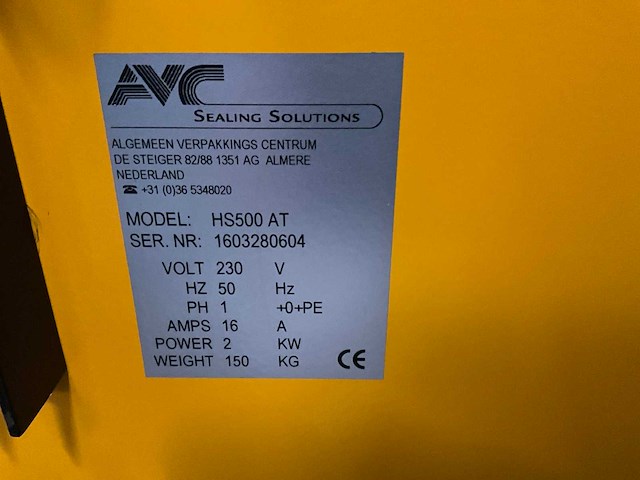 AVC
SEALING SOLUTIONS
ALGEMEEN VERPAKKINGS CENTRUM
DE STEIGER 82/88 1351 AG ALMERE
NEDERLAND
☎ +31 (0)36 5348020
MODEL: HS500 AT
SER. NR: 1603280604
VOLT 230 V
HZ 50 Hz
PH 1 +0+PE
AMPS 16 A
POWER 2 KW
WEIGHT 150 KG CE